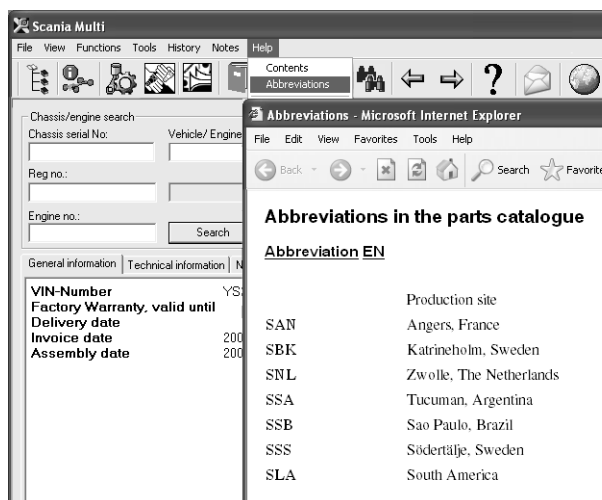 Scania Multi
File View Functions Tools History Notes Help
Contents
Abbreviations
Chassis/engine search
Chassis serial No:
Vehicle/ Engine
Reg no.:
Engine no.:
Search
General information
Technical information
N
VIN-Number YS
Factory Warranty, valid until
Delivery date
Invoice date 200
Assembly date 200
Abbreviations - Microsoft Internet Explorer
File Edit View Favorites Tools Help
Back
Search
Favorite
Abbreviations in the parts catalogue
Abbreviation EN
Production site
SAN Angers, France
SBK Katrineholm, Sweden
SNL Zwolle, The Netherlands
SSA Tucuman, Argentina
SSB Sao Paulo, Brazil
SSS Södertälje, Sweden
SLA South America